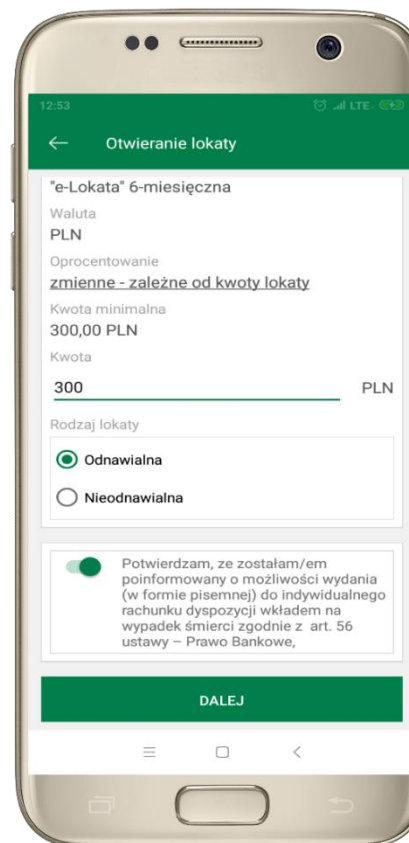 12:53
LTE
Otwieranie lokaty
"e-Lokata" 6-miesięczna
Waluta
PLN
Oprocentowanie
zmienne - zależne od kwoty lokaty
Kwota minimalna
300,00 PLN
Kwota
300 PLN
Rodzaj lokaty
Odnawialna
Nieodnawialna
Potwierdzam, ze zostałam/em
poinformowany o możliwości wydania
(w formie pisemnej) do indywidualnego
rachunku dyspozycji wkładem na
wypadek śmierci zgodnie z art. 56
ustawy – Prawo Bankowe,
DALEJ